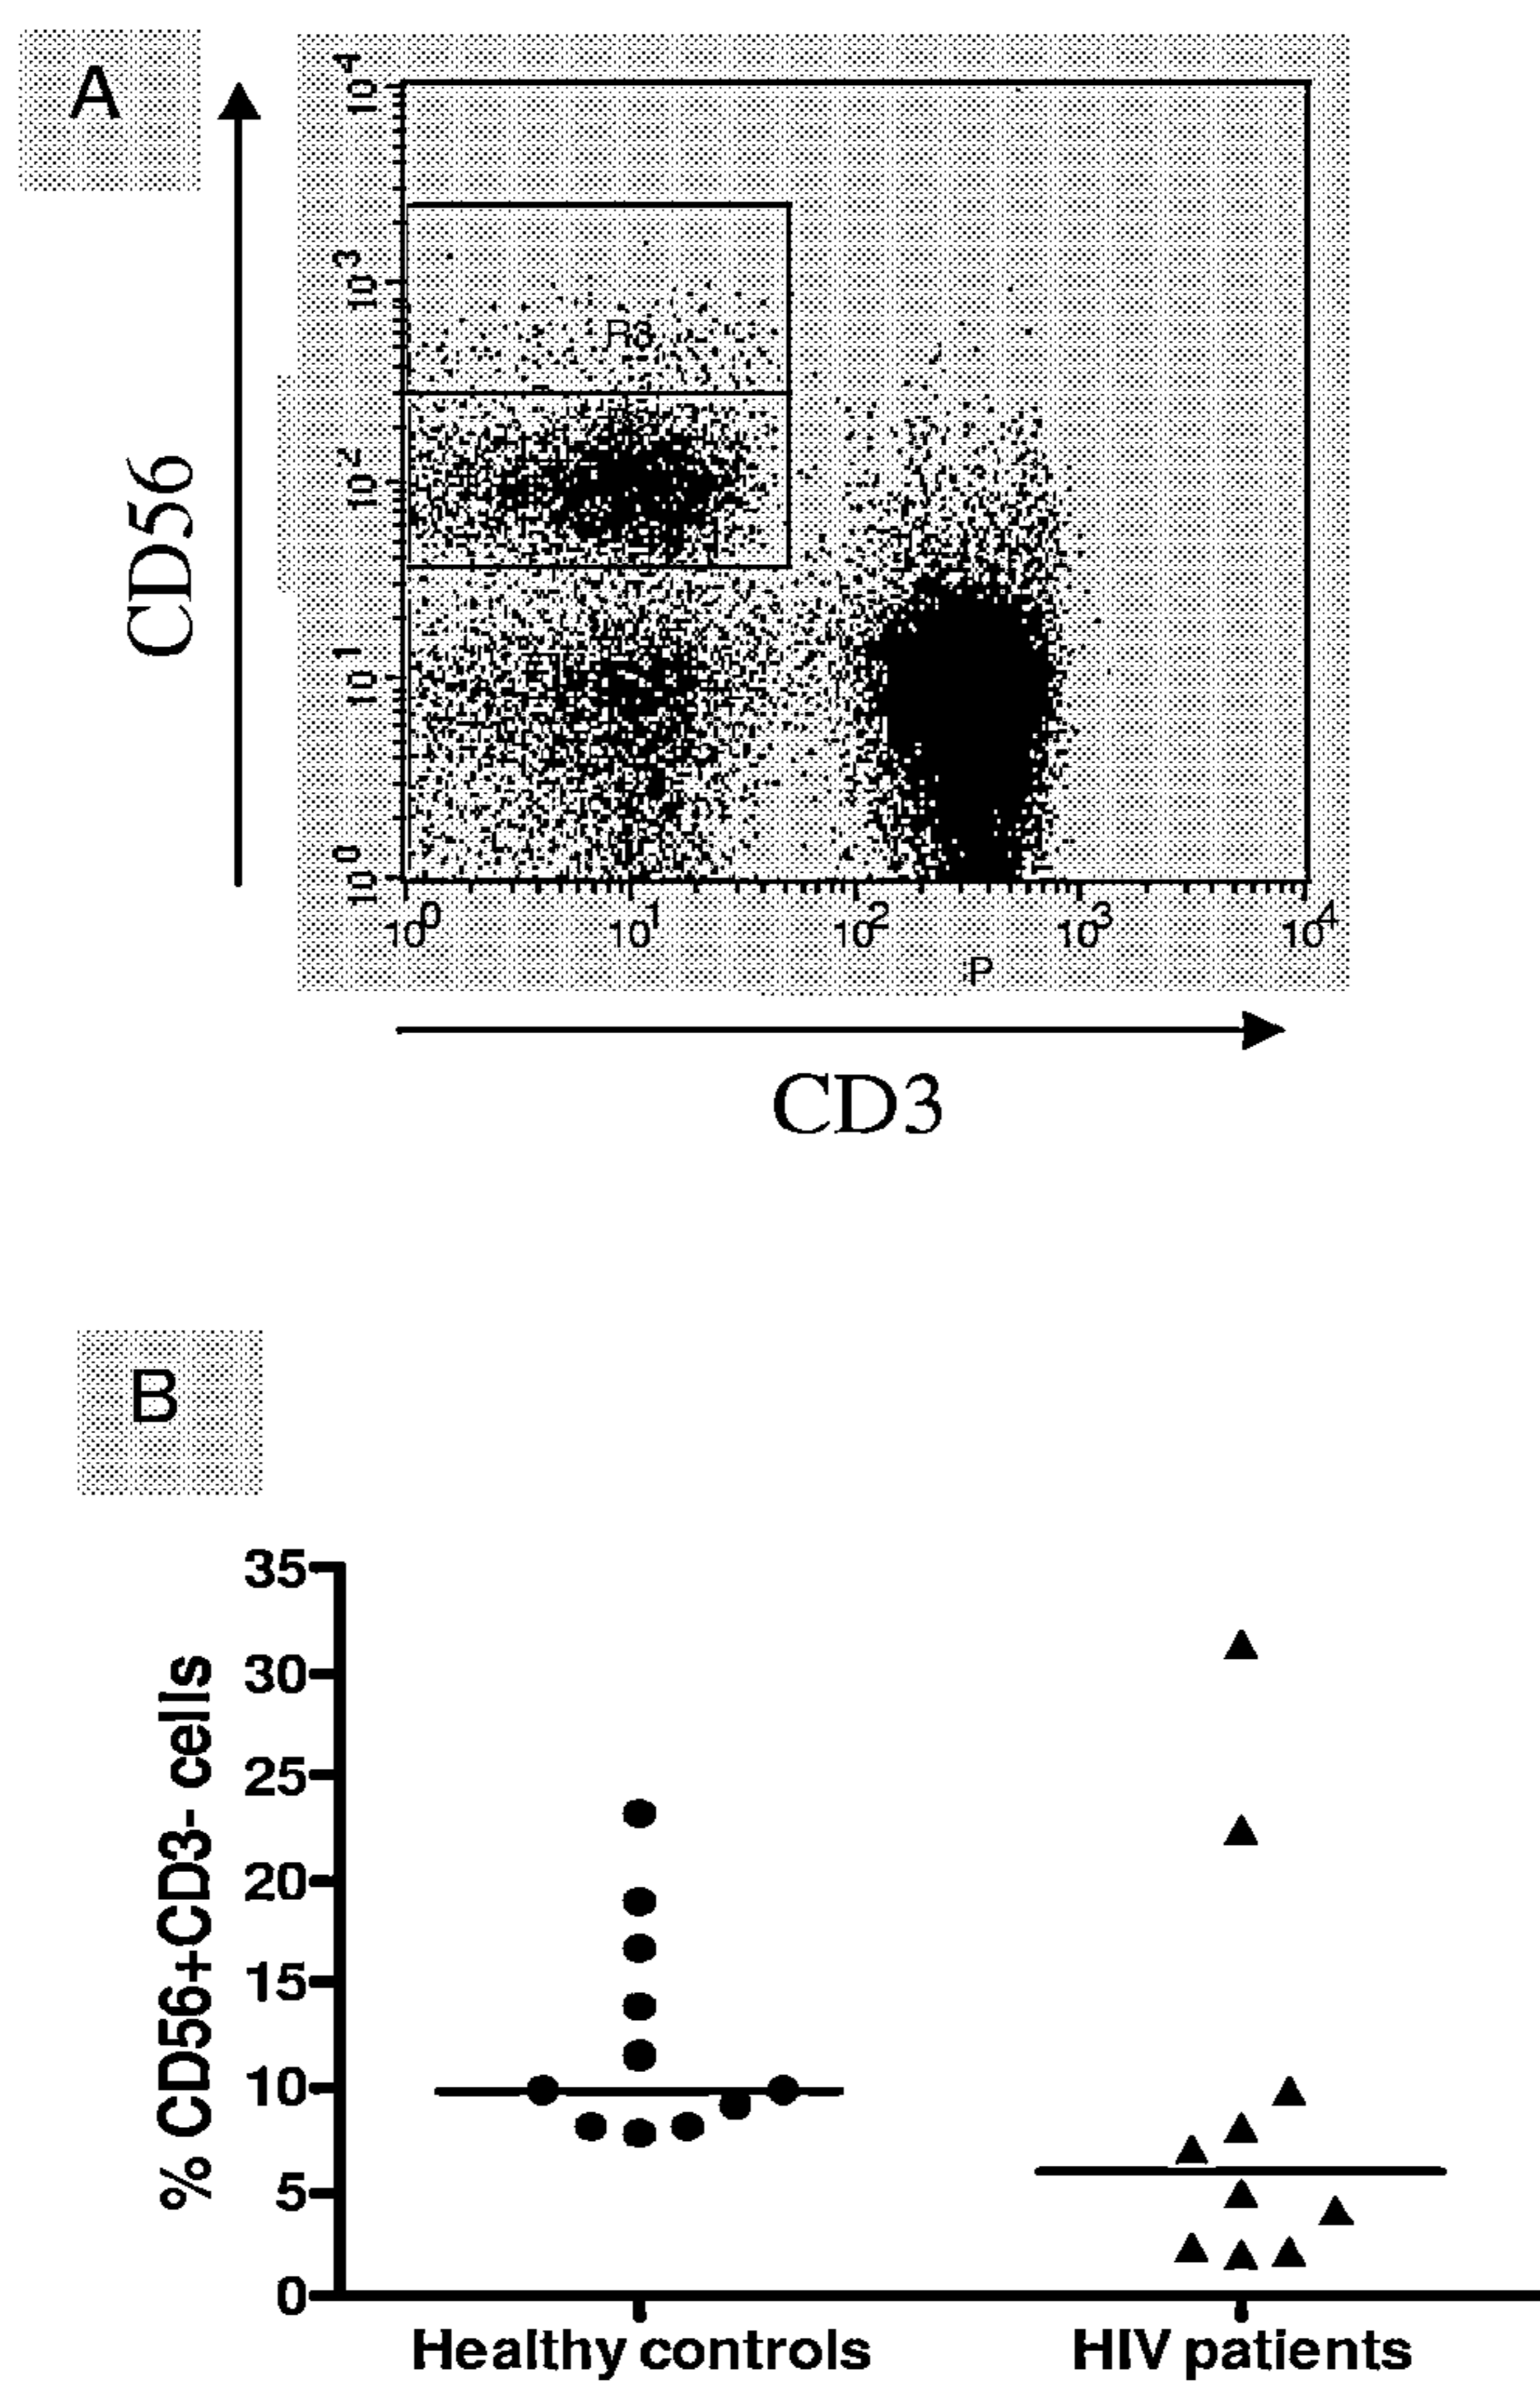 A
CD56
10^4
10^3
10^2
10^1
10^0
R3
10^0 10^1 10^2 10^3 10^4
:P
CD3
B
% CD56+CD3- cells
35
30
25
20
15
10
5
0
Healthy controls HIV patients